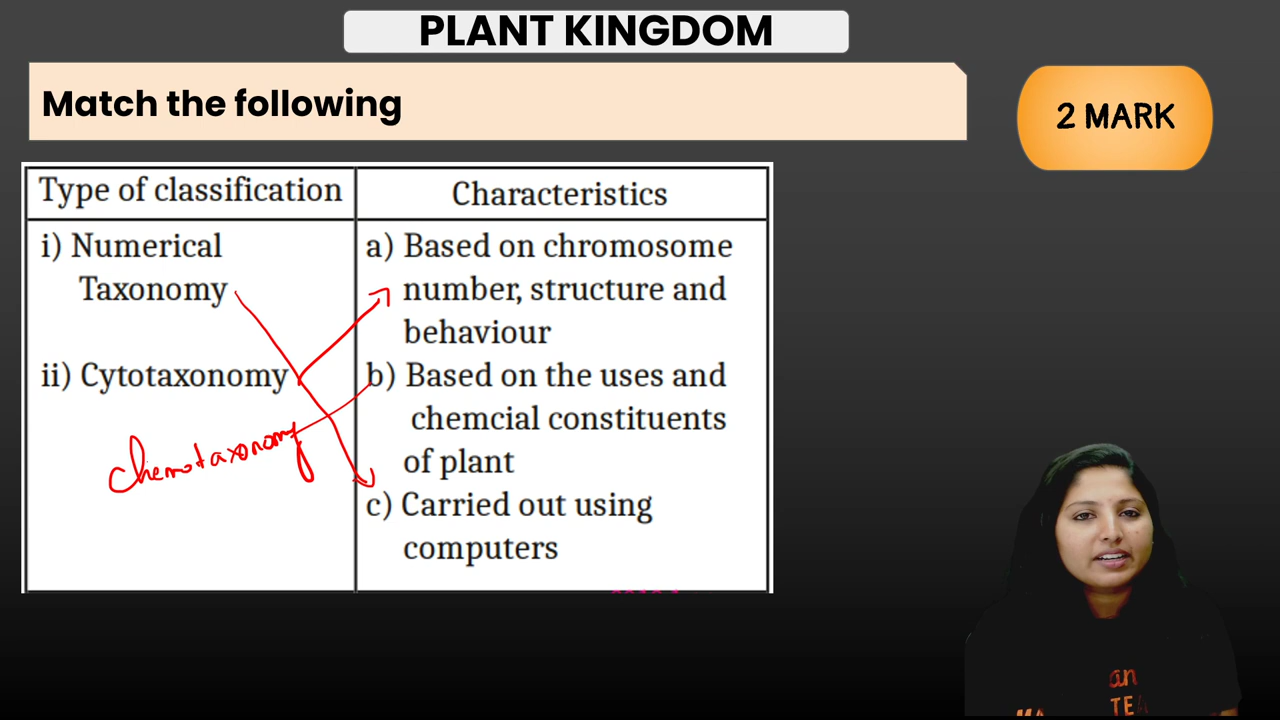 PLANT KINGDOM
Match the following
2 MARK
Type of classification
Characteristics
i) Numerical
Taxonomy
ii) Cytotaxonomy
chemotaxonomy
a) Based on chromosome
number, structure and
behaviour
b) Based on the uses and
chemcial constituents
of plant
c) Carried out using
computers
an